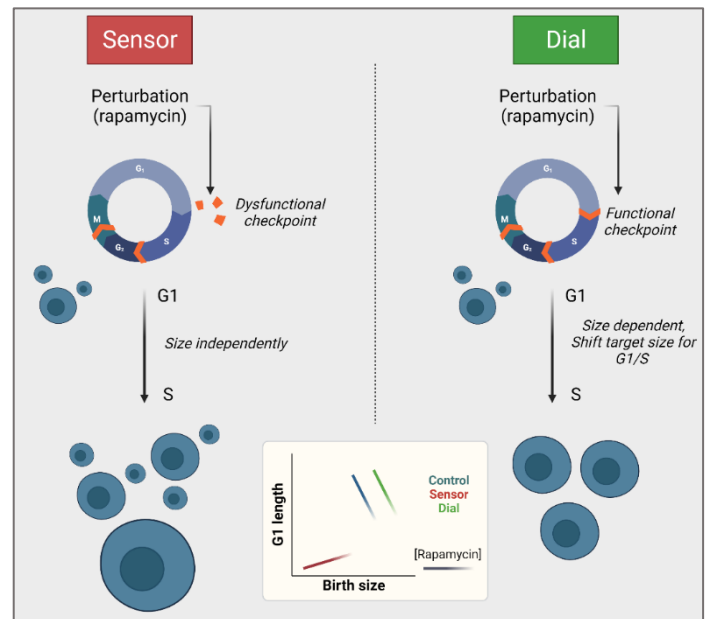 Sensor
Perturbation
(rapamycin)
G₁
S
G₂
M
Dysfunctional
checkpoint
G1
Size independently
S
Dial
Perturbation
(rapamycin)
G₁
S
G₂
M
Functional
checkpoint
G1
Size dependent,
Shift target size for
G1/S
S
G1 length
Control
Sensor
Dial
[Rapamycin]
Birth size